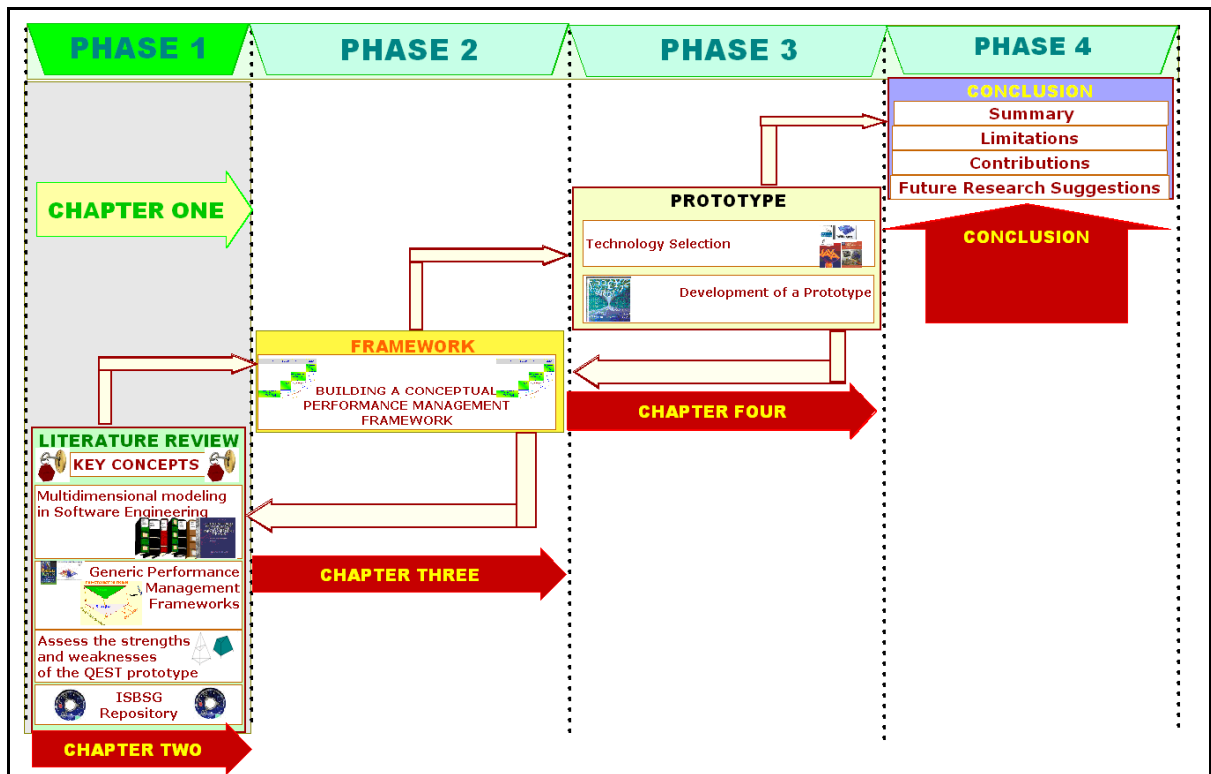 PHASE 1
PHASE 2
PHASE 3
PHASE 4
CHAPTER ONE
LITERATURE REVIEW
KEY CONCEPTS
Multidimensional modeling
in Software Engineering
Generic Performance
Management
Frameworks
Assess the strengths
and weaknesses
of the QEST prototype
ISBSG
Repository
CHAPTER TWO
FRAMEWORK
BUILDING A CONCEPTUAL
PERFORMANCE MANAGEMENT
FRAMEWORK
CHAPTER THREE
PROTOTYPE
Technology Selection
Development of a Prototype
CHAPTER FOUR
CONCLUSION
Summary
Limitations
Contributions
Future Research Suggestions
CONCLUSION